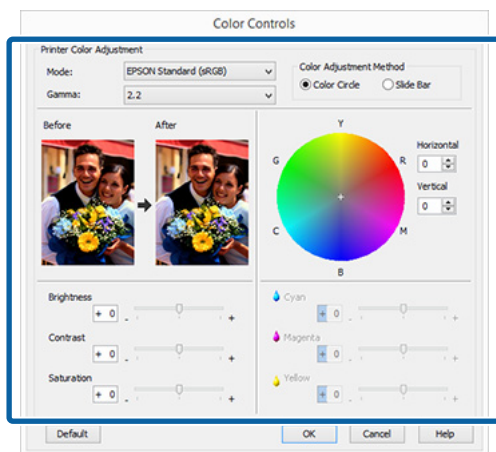 Color Controls
Printer Color Adjustment
Mode: EPSON Standard (sRGB)
Gamma: 2.2
Color Adjustment Method
Color Circle Slide Bar
Before After
Y
G R
C M
B
Horizontal
0
Vertical
0
Brightness
+ 0 - +
Contrast
+ 0 - +
Saturation
+ 0 - +
Cyan
+ 0 - +
Magenta
+ 0 - +
Yellow
+ 0 - +
Default OK Cancel Help